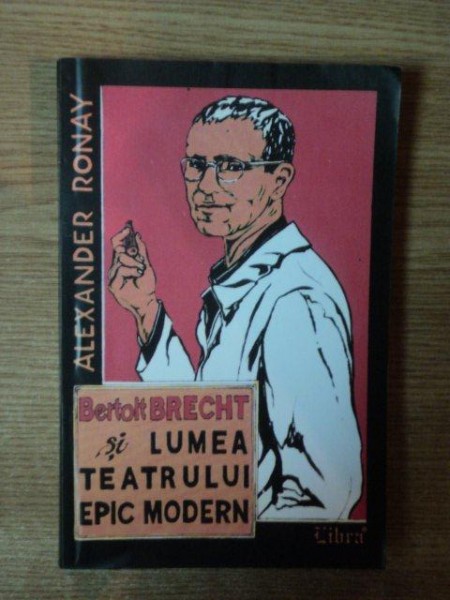 ALEXANDER RONAY
Bertolt BRECHT
și LUMEA
TEATRULUI
EPIC MODERN
Libra